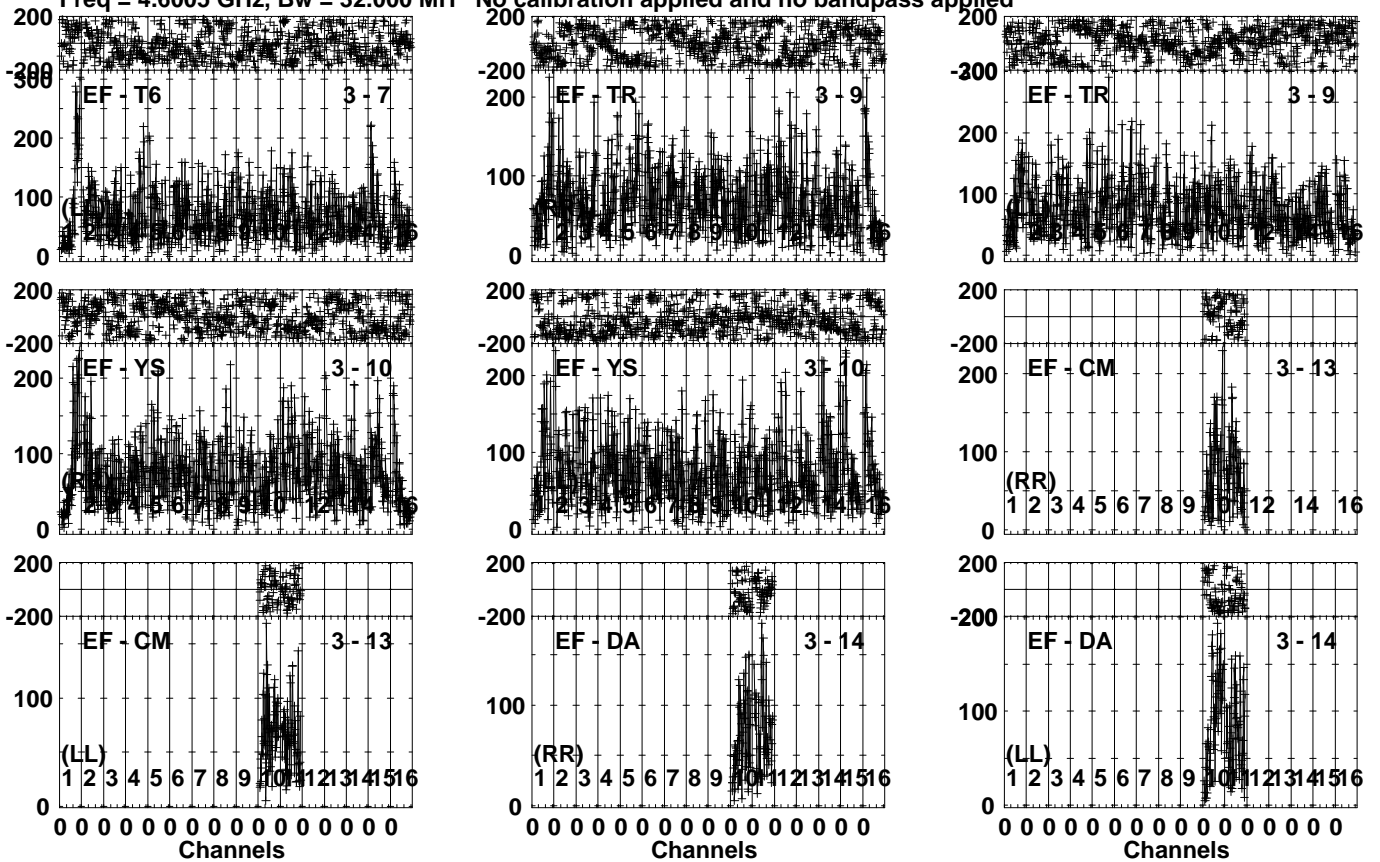 Freq = 4.6005 GHz, Bw = 32.000 MH No calibration applied and no bandpass applied
200 200 200
-200 -200 -200
300
EF - T6 3 - 7 EF - TR 3 - 9 EF - TR 3 - 9
200 200 200
100 100 100
0 0 0
200 200 200
-200 -200 -200
EF - YS 3 - 10 EF - YS 3 - 10 EF - CM 3 - 13
200 200 200
100 100 100
(RR)
1 2 3 4 5 6 7 8 9 10 12 14 16
0 0 0
200 200 200
-200 -200 -200
EF - CM 3 - 13 EF - DA 3 - 14 EF - DA 3 - 14
100 100 100
(LL) (RR) (LL)
1 2 3 4 5 6 7 8 9 10 11 12 13 14 15 16 1 2 3 4 5 6 7 8 9 10 11 12 13 14 15 16 1 2 3 4 5 6 7 8 9 10 11 12 13 14 15 16
0 0 0
0 0 0 0 0 0 0 0 0 0 0 0 0 0 0 0 0 0 0 0 0 0 0 0 0 0 0 0 0 0 0 0 0 0 0 0 0 0 0 0 0 0 0 0 0 0 0 0
Channels Channels Channels